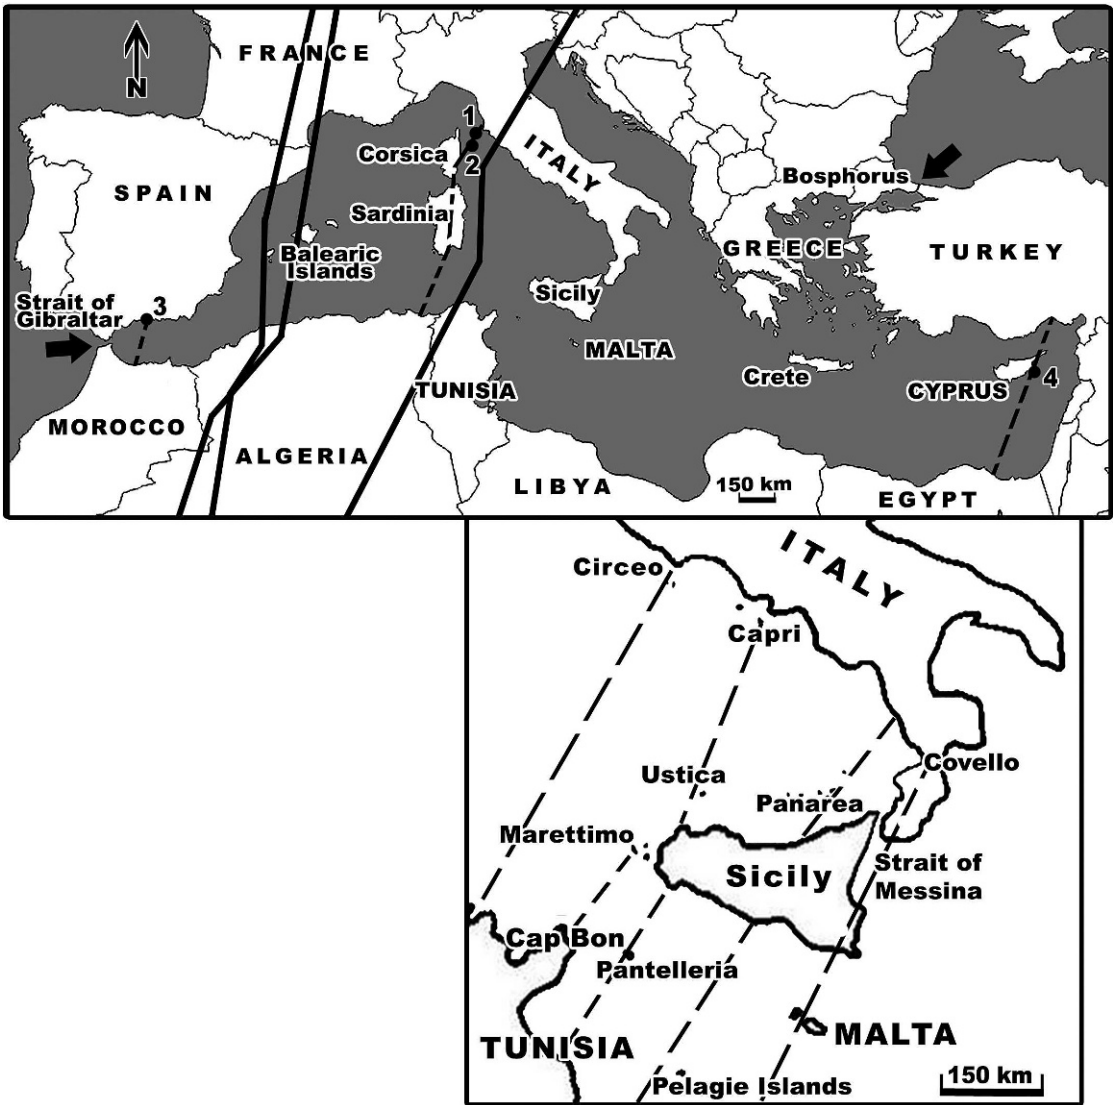 FRANCE
N
1
Corsica
2
ITALY
SPAIN
Bosphorus
Sardinia
Balearic
Islands
GREECE
TURKEY
Strait of
Gibraltar
3
Sicily
MALTA
Crete
TUNISIA
CYPRUS
4
MOROCCO
ALGERIA
LIBYA
150 km
EGYPT
ITALY
Circeo
Capri
Covello
Ustica
Panarea
Marettimo
Sicily
Strait of
Messina
Cap Bon
Pantelleria
TUNISIA
MALTA
Pelagie Islands
150 km